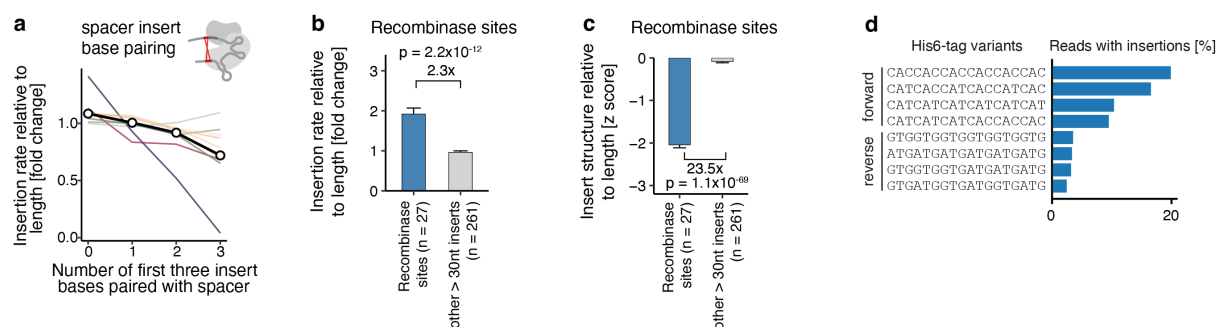 a
spacer insert
base pairing
Insertion rate relative to
length [fold change]
1.0
0.5
0.0
0 1 2 3
Number of first three insert
bases paired with spacer
b
Recombinase sites
p = 2.2x10-12
2.3x
Insertion rate relative
to length [fold change]
3
2
1
0
Recombinase
sites (n = 27)
other > 30nt inserts
(n = 261)
c
Recombinase sites
Insert structure relative
to length [z score]
0
−1
−2
−3
23.5x
p = 1.1x10-69
Recombinase
sites (n = 27)
other > 30nt inserts
(n = 261)
d
His6-tag variants Reads with insertions [%]
forward
CACCACCACCACCACCAC
CATCACCATCACCATCAC
CATCATCATCATCATCAT
CATCATCATCACCACCAC
reverse
GTGGTGGTGGTGGTGGTG
ATGATGATGATGATGATG
GTGGTGGTGATGATGATG
GTGATGGTGATGGTGATG
0 20